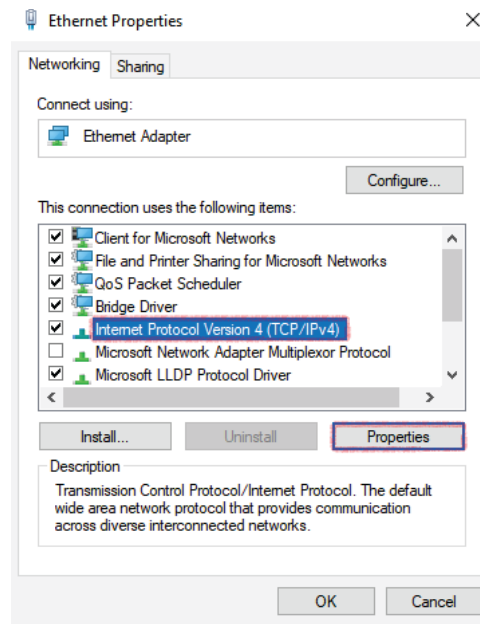 Ethernet Properties
Networking
Sharing
Connect using:
Ethernet Adapter
Configure...
This connection uses the following items:
Client for Microsoft Networks
File and Printer Sharing for Microsoft Networks
QoS Packet Scheduler
Bridge Driver
Internet Protocol Version 4 (TCP/IPv4)
Microsoft Network Adapter Multiplexor Protocol
Microsoft LLDP Protocol Driver
Install...
Uninstall
Properties
Description
Transmission Control Protocol/Internet Protocol. The default
wide area network protocol that provides communication
across diverse interconnected networks.
OK
Cancel